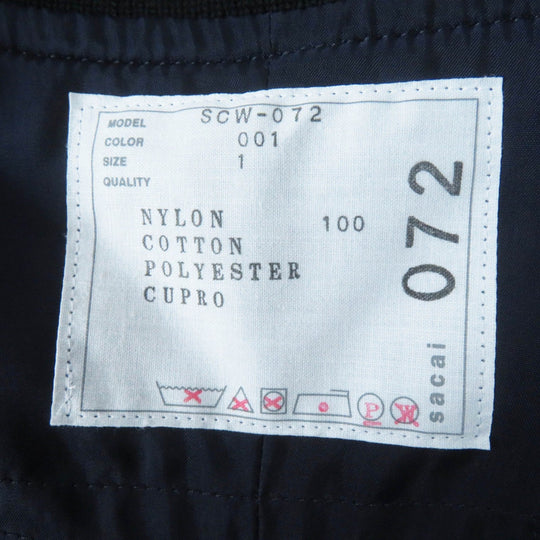 MODEL SCW-072
COLOR 001
SIZE 1
QUALITY
NYLON 100
COTTON
POLYESTER
CUPRO
072
sacai
P
W